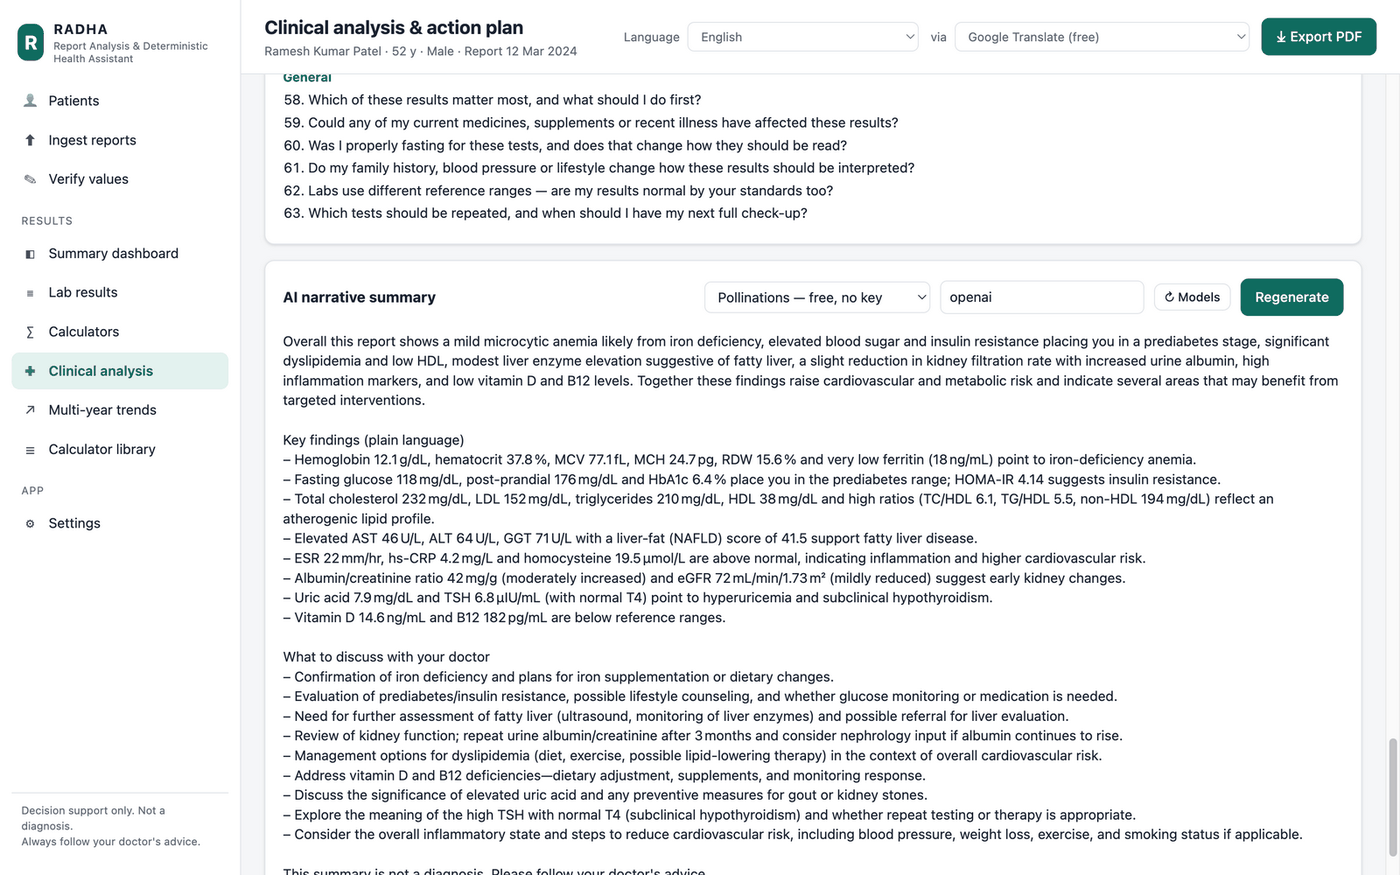 R
RADHA
Report Analysis & Deterministic
Health Assistant
Patients
Ingest reports
Verify values
RESULTS
Summary dashboard
Lab results
Calculators
Clinical analysis
Multi-year trends
Calculator library
APP
Settings
Decision support only. Not a
diagnosis.
Always follow your doctor's advice.
Clinical analysis & action plan
Ramesh Kumar Patel · 52 y · Male · Report 12 Mar 2024
Language
English
via
Google Translate (free)
Export PDF
General
58. Which of these results matter most, and what should I do first?
59. Could any of my current medicines, supplements or recent illness have affected these results?
60. Was I properly fasting for these tests, and does that change how they should be read?
61. Do my family history, blood pressure or lifestyle change how these results should be interpreted?
62. Labs use different reference ranges — are my results normal by your standards too?
63. Which tests should be repeated, and when should I have my next full check-up?
AI narrative summary
Pollinations — free, no key
openai
↻ Models
Regenerate
Overall this report shows a mild microcytic anemia likely from iron deficiency, elevated blood sugar and insulin resistance placing you in a prediabetes stage, significant
dyslipidemia and low HDL, modest liver enzyme elevation suggestive of fatty liver, a slight reduction in kidney filtration rate with increased urine albumin, high
inflammation markers, and low vitamin D and B12 levels. Together these findings raise cardiovascular and metabolic risk and indicate several areas that may benefit from
targeted interventions.
Key findings (plain language)
– Hemoglobin 12.1 g/dL, hematocrit 37.8 %, MCV 77.1 fL, MCH 24.7 pg, RDW 15.6 % and very low ferritin (18 ng/mL) point to iron-deficiency anemia.
– Fasting glucose 118 mg/dL, post-prandial 176 mg/dL and HbA1c 6.4 % place you in the prediabetes range; HOMA-IR 4.14 suggests insulin resistance.
– Total cholesterol 232 mg/dL, LDL 152 mg/dL, triglycerides 210 mg/dL, HDL 38 mg/dL and high ratios (TC/HDL 6.1, TG/HDL 5.5, non-HDL 194 mg/dL) reflect an
atherogenic lipid profile.
– Elevated AST 46 U/L, ALT 64 U/L, GGT 71 U/L with a liver-fat (NAFLD) score of 41.5 support fatty liver disease.
– ESR 22 mm/hr, hs-CRP 4.2 mg/L and homocysteine 19.5 µmol/L are above normal, indicating inflammation and higher cardiovascular risk.
– Albumin/creatinine ratio 42 mg/g (moderately increased) and eGFR 72 mL/min/1.73 m² (mildly reduced) suggest early kidney changes.
– Uric acid 7.9 mg/dL and TSH 6.8 µIU/mL (with normal T4) point to hyperuricemia and subclinical hypothyroidism.
– Vitamin D 14.6 ng/mL and B12 182 pg/mL are below reference ranges.
What to discuss with your doctor
– Confirmation of iron deficiency and plans for iron supplementation or dietary changes.
– Evaluation of prediabetes/insulin resistance, possible lifestyle counseling, and whether glucose monitoring or medication is needed.
– Need for further assessment of fatty liver (ultrasound, monitoring of liver enzymes) and possible referral for liver evaluation.
– Review of kidney function; repeat urine albumin/creatinine after 3 months and consider nephrology input if albumin continues to rise.
– Management options for dyslipidemia (diet, exercise, possible lipid-lowering therapy) in the context of overall cardiovascular risk.
– Address vitamin D and B12 deficiencies—dietary adjustment, supplements, and monitoring response.
– Discuss the significance of elevated uric acid and any preventive measures for gout or kidney stones.
– Explore the meaning of the high TSH with normal T4 (subclinical hypothyroidism) and whether repeat testing or therapy is appropriate.
– Consider the overall inflammatory state and steps to reduce cardiovascular risk, including blood pressure, weight loss, exercise, and smoking status if applicable.
This summary is not a diagnosis. Please follow your doctor's advice.